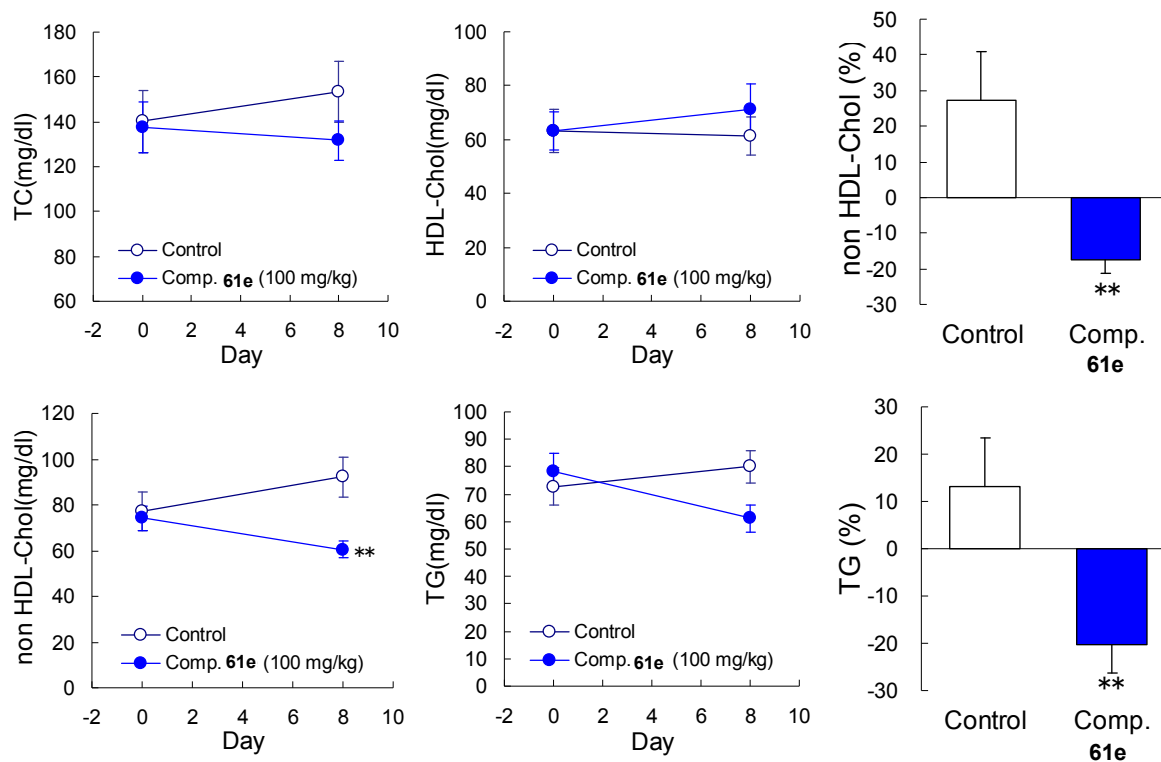 TC(mg/dl)
180
160
140
120
100
80
60
Control
Comp. 61e (100 mg/kg)
-2 0 2 4 6 8 10
Day
HDL-Chol(mg/dl)
100
80
60
40
20
0
Control
Comp. 61e (100 mg/kg)
-2 0 2 4 6 8 10
Day
non HDL-Chol (%)
50
40
30
20
10
0
-10
-20
-30
**
Control Comp.
61e
non HDL-Chol(mg/dl)
120
100
80
60
40
20
0
**
Control
Comp. 61e (100 mg/kg)
-2 0 2 4 6 8 10
Day
TG(mg/dl)
100
90
80
70
60
50
40
30
20
10
0
Control
Comp. 61e (100 mg/kg)
-2 0 2 4 6 8 10
Day
TG (%)
30
20
10
0
-10
-20
-30
**
Control Comp.
61e